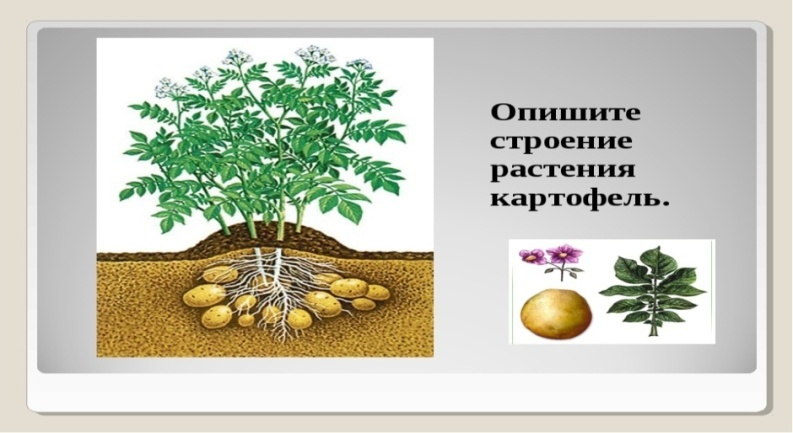 Опишите
строение
растения
картофель.